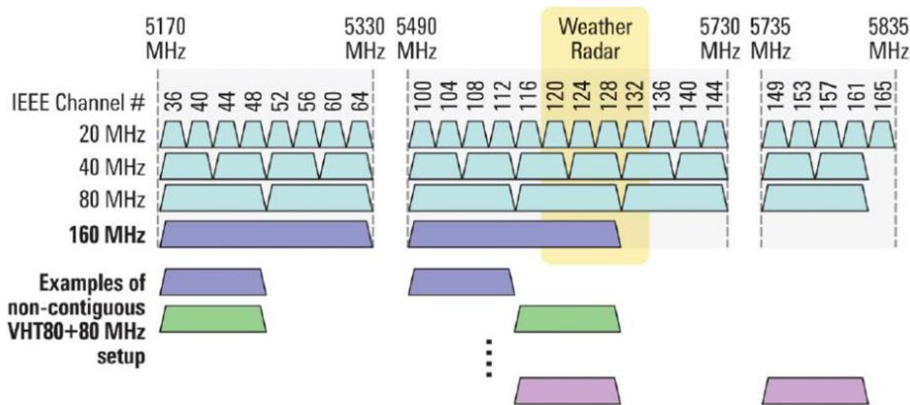 5170 MHz 5330 MHz 5490 MHz Weather Radar 5730 MHz 5735 MHz 5835 MHz
IEEE Channel # 36 40 44 48 52 56 60 64 100 104 108 112 116 120 124 128 132 136 140 144 149 153 157 161 165
20 MHz
40 MHz
80 MHz
160 MHz
Examples of
non-contiguous
VHT80+80 MHz
setup